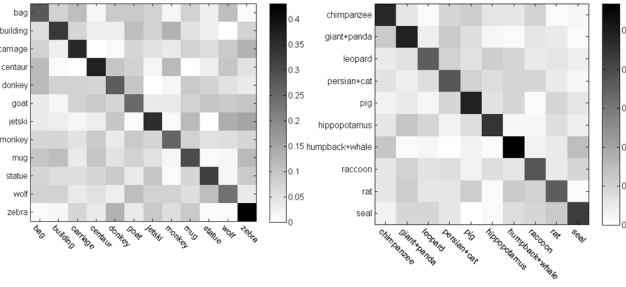 bag
building
carriage
centaur
donkey
goat
jetski
monkey
mug
statue
wolf
zebra
bag
building
carriage
centaur
donkey
goat
jetski
monkey
mug
statue
wolf
zebra
0.4
0.35
0.3
0.25
0.2
0.15
0.1
0.05
0
chimpanzee
giant+panda
leopard
persian+cat
pig
hippopotamus
humpback+whale
raccoon
rat
seal
chimpanzee
giant+panda
leopard
persian+cat
pig
hippopotamus
humpback+whale
raccoon
rat
seal